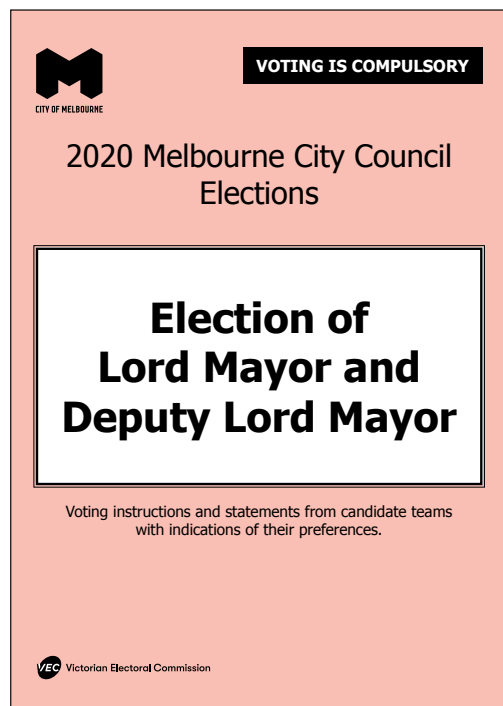 CITY OF MELBOURNE
VOTING IS COMPULSORY
2020 Melbourne City Council
Elections
Election of
Lord Mayor and
Deputy Lord Mayor
Voting instructions and statements from candidate teams
with indications of their preferences.
VEC Victorian Electoral Commission